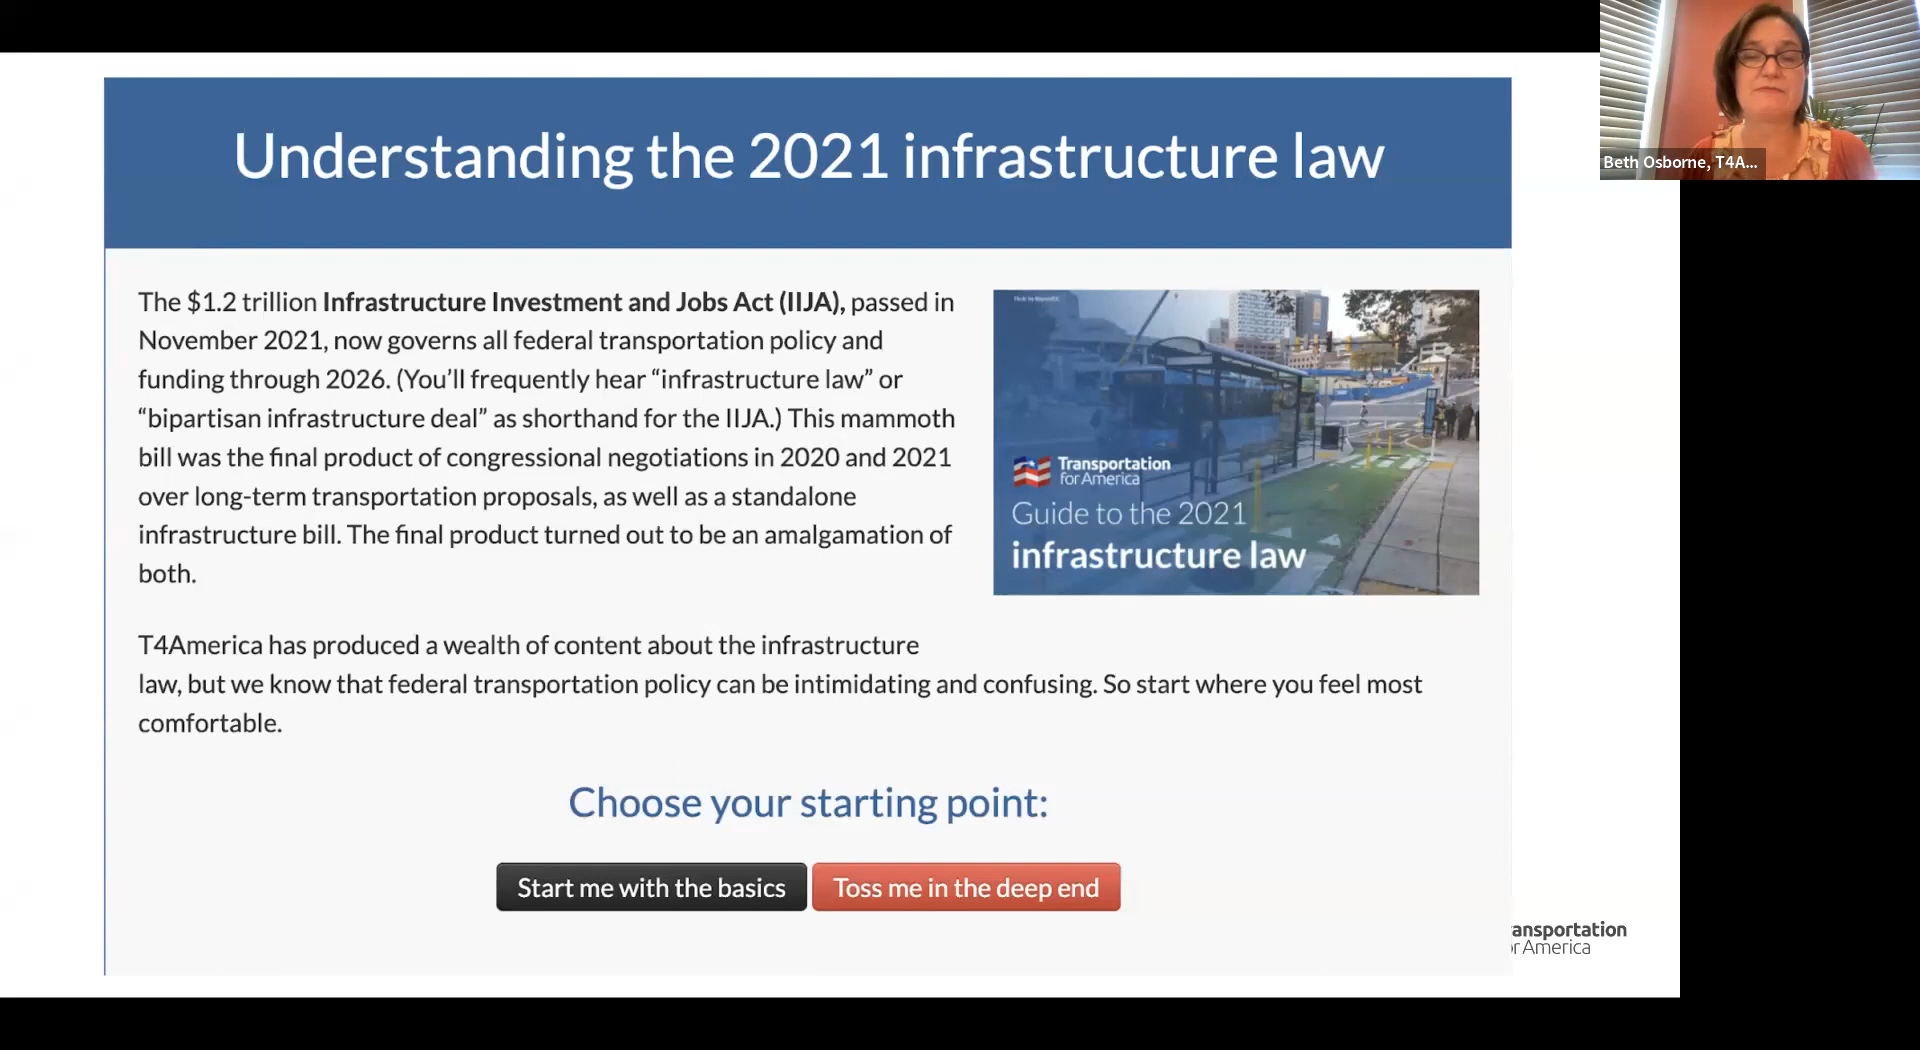 Understanding the 2021 infrastructure law
Beth Osborne, T4A...
The $1.2 trillion Infrastructure Investment and Jobs Act (IIJA), passed in
November 2021, now governs all federal transportation policy and
funding through 2026. (You’ll frequently hear “infrastructure law” or
“bipartisan infrastructure deal” as shorthand for the IIJA.) This mammoth
bill was the final product of congressional negotiations in 2020 and 2021
over long-term transportation proposals, as well as a standalone
infrastructure bill. The final product turned out to be an amalgamation of
both.
Transportation
for America
Guide to the 2021
infrastructure law
T4America has produced a wealth of content about the infrastructure
law, but we know that federal transportation policy can be intimidating and confusing. So start where you feel most
comfortable.
Choose your starting point:
Start me with the basics
Toss me in the deep end
ansportation
r America